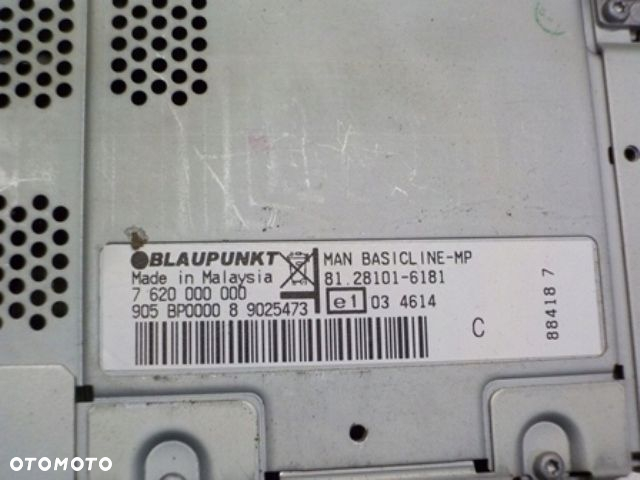 BLAUPUNKT
Made in Malaysia
7 620 000 000
905 BP0000 8 9025473
MAN BASICLINE-MP
81.28101-6181
e1 03 4614
C
88418 7
OTOMOTO